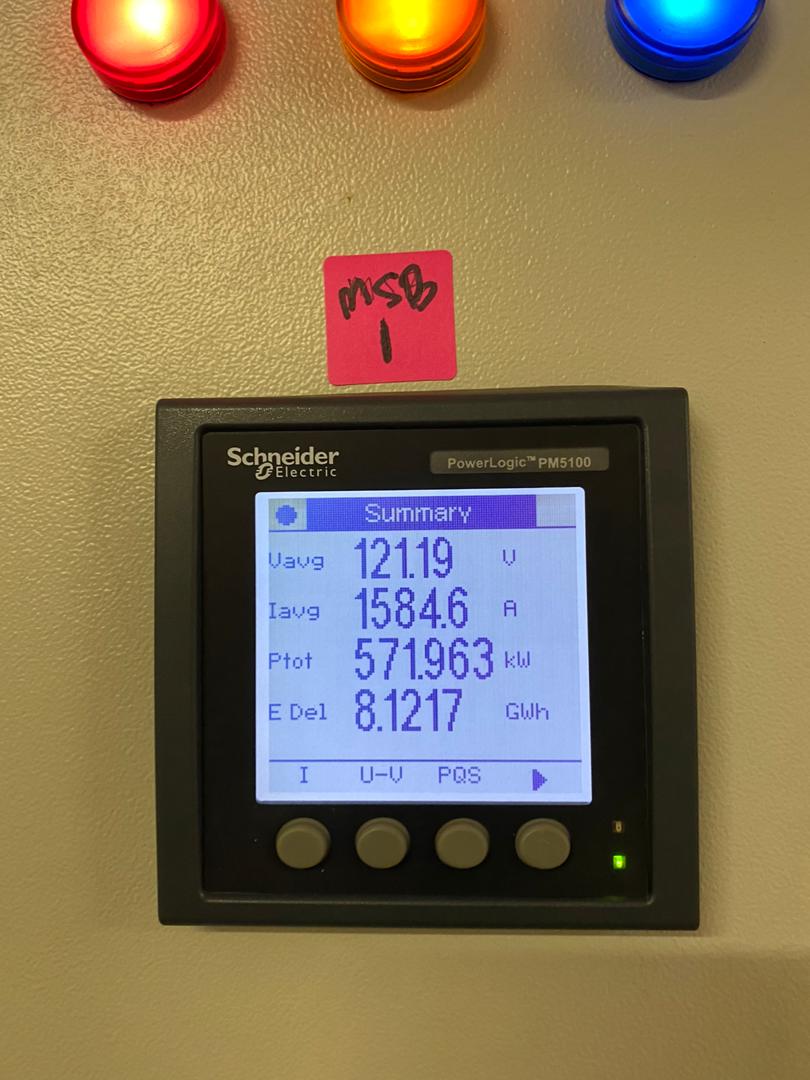 MSB
1
Schneider
Electric
PowerLogic™ PM5100
Summary
Vavg 121.19 V
Iavg 1584.6 A
Ptot 571.963 kW
E Del 8.1217 GWh
I U-V PQS